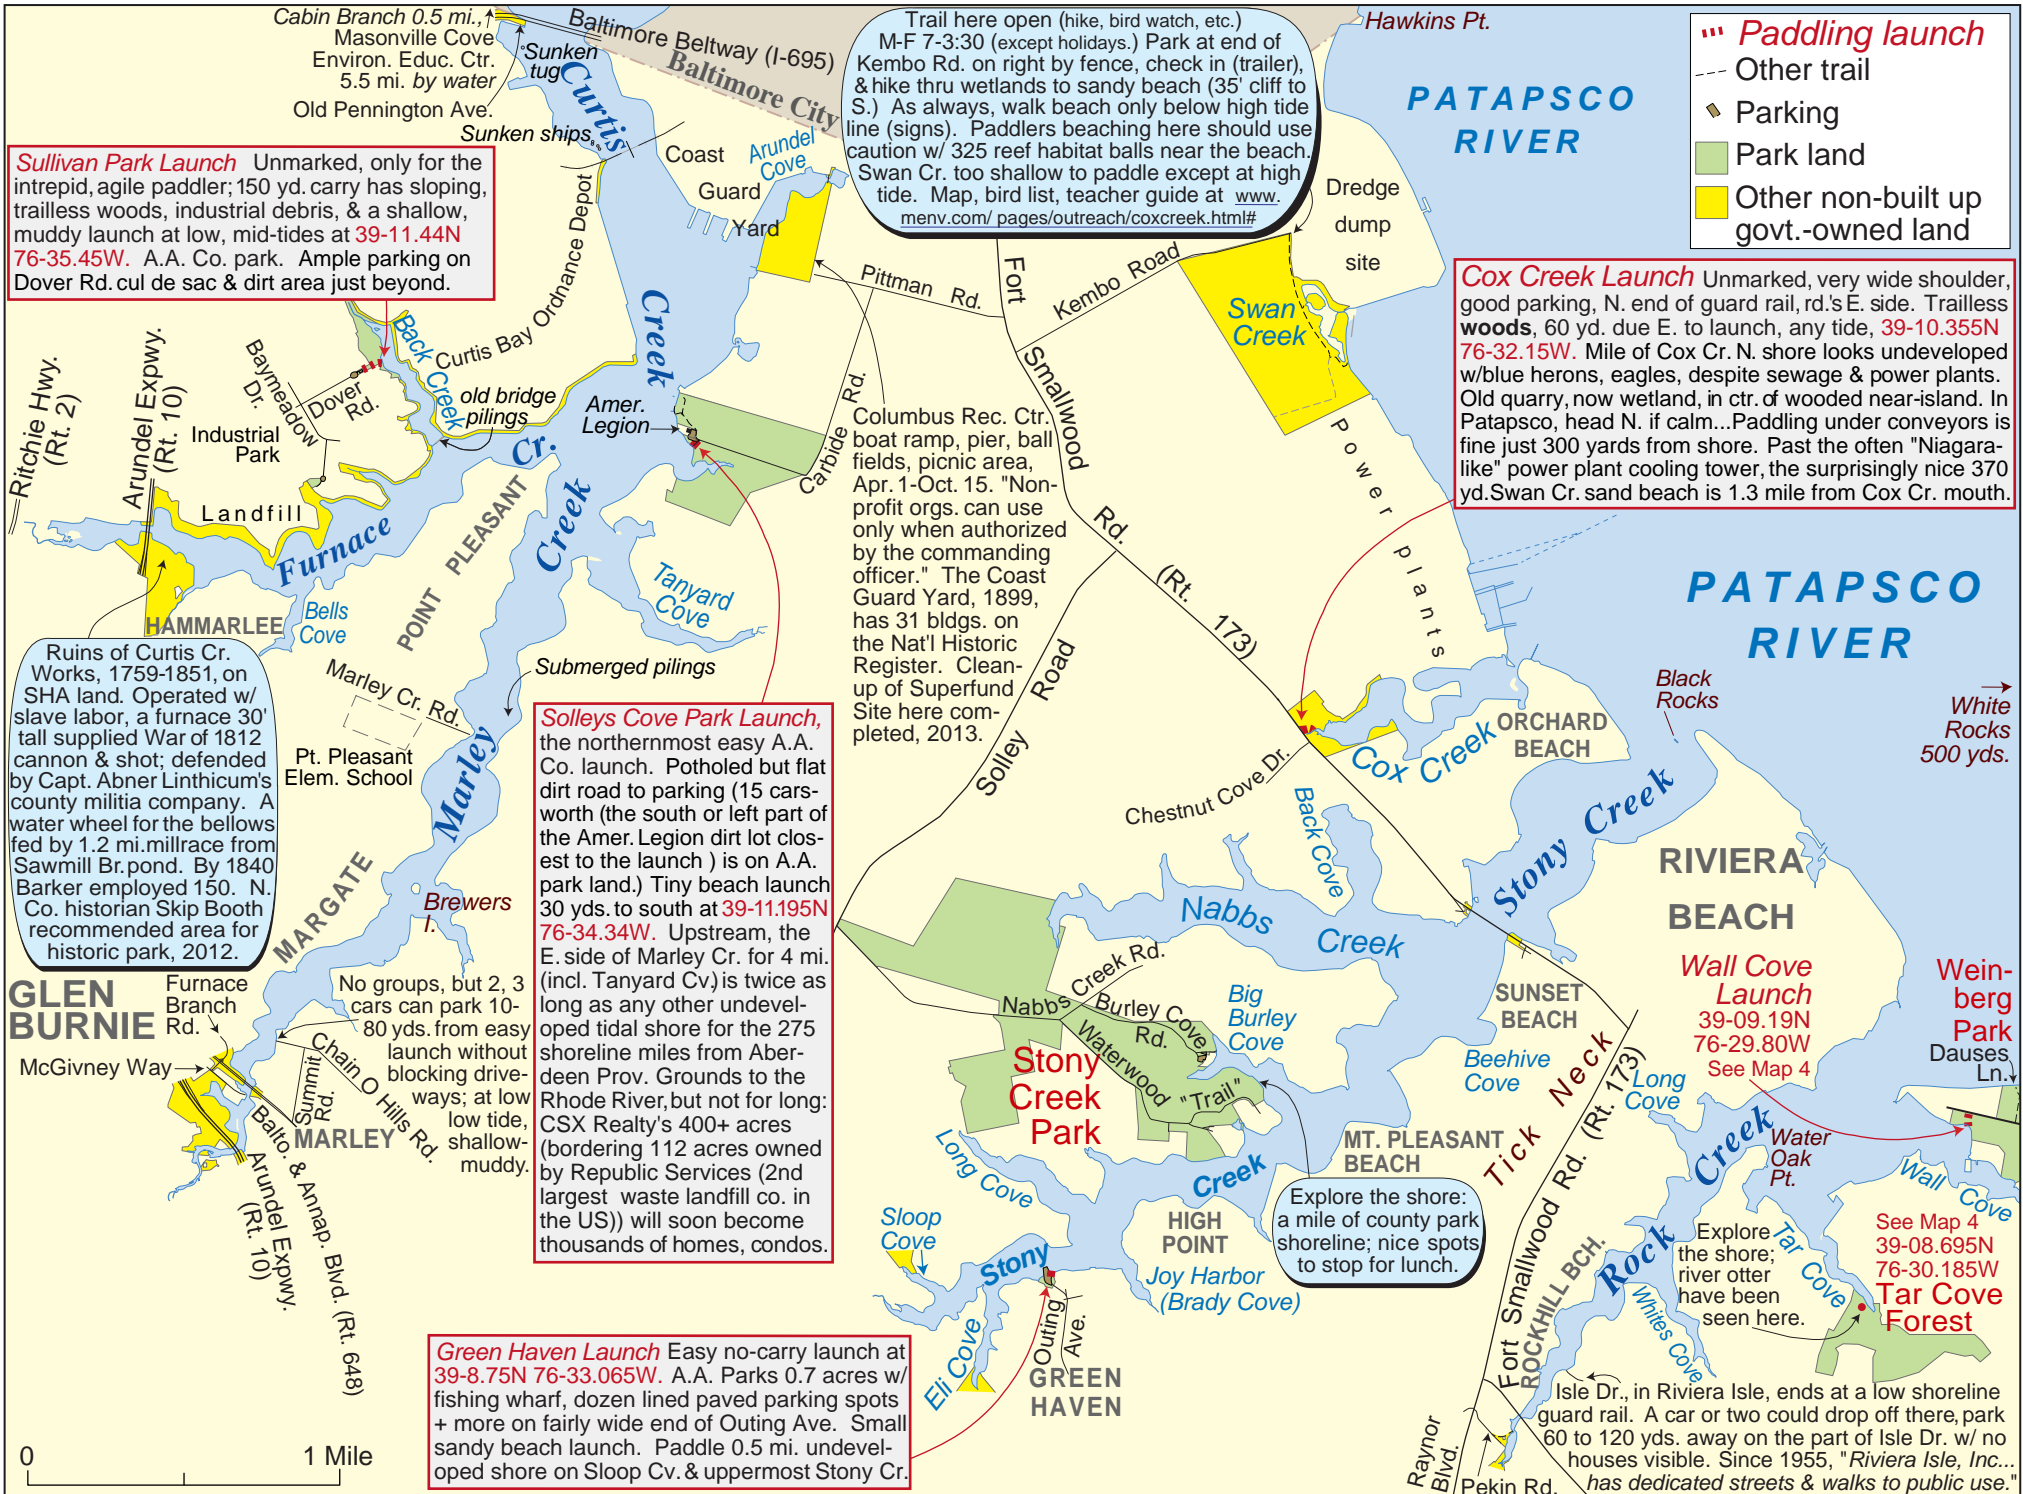 Cabin Branch 0.5 mi.,
Masonville Cove
Environ. Educ. Ctr.
5.5 mi. by water
Old Pennington Ave.
Sunken
tug
Sunken ships
Baltimore Beltway (I-695)
Baltimore City
Curtis
Creek
Trail here open (hike, bird watch, etc.)
M-F 7-3:30 (except holidays.) Park at end of
Kembo Rd. on right by fence, check in (trailer),
& hike thru wetlands to sandy beach (35' cliff to
S.) As always, walk beach only below high tide
line (signs). Paddlers beaching here should use
caution w/ 325 reef habitat balls near the beach.
Swan Cr. too shallow to paddle except at high
tide. Map, bird list, teacher guide at www.
menv.com/ pages/outreach/coxcreek.html#
Hawkins Pt.
PATAPSCO
RIVER
Paddling launch
Other trail
Parking
Park land
Other non-built up
govt.-owned land
Sullivan Park Launch Unmarked, only for the
intrepid, agile paddler; 150 yd. carry has sloping,
trailless woods, industrial debris, & a shallow,
muddy launch at low, mid-tides at 39-11.44N
76-35.45W. A.A. Co. park. Ample parking on
Dover Rd. cul de sac & dirt area just beyond.
Coast
Guard
Yard
Arundel
Cove
Dredge
dump
site
Curtis Bay Ordnance Depot
Pittman Rd.
Fort
Smallwood
Rd.
(Rt.
173)
Kembo Road
Swan
Creek
Cox Creek Launch Unmarked, very wide shoulder,
good parking, N. end of guard rail, rd.'s E. side. Trailless
woods, 60 yd. due E. to launch, any tide, 39-10.355N
76-32.15W. Mile of Cox Cr. N. shore looks undeveloped
w/blue herons, eagles, despite sewage & power plants.
Old quarry, now wetland, in ctr. of wooded near-island. In
Patapsco, head N. if calm...Paddling under conveyors is
fine just 300 yards from shore. Past the often "Niagara-
like" power plant cooling tower, the surprisingly nice 370
yd. Swan Cr. sand beach is 1.3 mile from Cox Cr. mouth.
Ritchie Hwy.
(Rt. 2)
Arundel Expwy.
(Rt. 10)
Baymeadow
Dr.
Dover
Rd.
Back
Creek
old bridge
pilings
Industrial
Park
Landfill
Furnace
Cr.
Amer.
Legion
Carbide Rd.
Columbus Rec. Ctr.
boat ramp, pier, ball
fields, picnic area,
Apr. 1-Oct. 15. "Non-
profit orgs. can use
only when authorized
by the commanding
officer." The Coast
Guard Yard, 1899,
has 31 bldgs. on
the Nat'l Historic
Register. Clean-
up of Superfund
Site here com-
pleted, 2013.
Power plants
POINT PLEASANT
Creek
Tanyard
Cove
Bells
Cove
HAMMARLEE
Solley
Road
PATAPSCO
RIVER
Ruins of Curtis Cr.
Works, 1759-1851, on
SHA land. Operated w/
slave labor, a furnace 30'
tall supplied War of 1812
cannon & shot; defended
by Capt. Abner Linthicum's
county militia company. A
water wheel for the bellows
fed by 1.2 mi. millrace from
Sawmill Br. pond. By 1840
Barker employed 150. N.
Co. historian Skip Booth
recommended area for
historic park, 2012.
Marley Cr. Rd.
Submerged pilings
Pt. Pleasant
Elem. School
Marley
MARGATE
Brewers
I.
Solleys Cove Park Launch,
the northernmost easy A.A.
Co. launch. Potholed but flat
dirt road to parking (15 cars-
worth (the south or left part of
the Amer. Legion dirt lot clos-
est to the launch ) is on A.A.
park land.) Tiny beach launch
30 yds. to south at 39-11.195N
76-34.34W. Upstream, the
E. side of Marley Cr. for 4 mi.
(incl. Tanyard Cv.) is twice as
long as any other undevel-
oped tidal shore for the 275
shoreline miles from Aber-
deen Prov. Grounds to the
Rhode River, but not for long:
CSX Realty's 400+ acres
(bordering 112 acres owned
by Republic Services (2nd
largest waste landfill co. in
the US)) will soon become
thousands of homes, condos.
Black
Rocks
White
Rocks
500 yds.
ORCHARD
BEACH
Cox Creek
Chestnut Cove Dr.
Back Cove
Stony Creek
RIVIERA
BEACH
Nabbs
Creek
GLEN
BURNIE
Furnace
Branch
Rd.
McGivney Way
No groups, but 2, 3
cars can park 10-
80 yds. from easy
launch without
blocking drive-
ways; at low
low tide,
shallow-
muddy.
Chain O Hills Rd.
Summit
Rd.
MARLEY
Balto. & Annap. Blvd. (Rt. 648)
Arundel Expwy.
(Rt. 10)
Nabbs Creek Rd.
Burley Cove
Rd.
Waterwood
"Trail"
Big
Burley
Cove
Stony
Creek
Park
SUNSET
BEACH
Beehive
Cove
Tick Neck
Wall Cove
Launch
39-09.19N
76-29.80W
See Map 4
Wein-
berg
Park
Dauses
Ln.
Long
Cove
MT. PLEASANT
BEACH
Fort Smallwood Rd. (Rt. 173)
Rock Creek
Water
Oak
Pt.
Wall Cove
Long Cove
Creek
HIGH
POINT
Explore the shore:
a mile of county park
shoreline; nice spots
to stop for lunch.
Sloop
Cove
Stony
Joy Harbor
(Brady Cove)
Explore
the shore;
river otter
have been
seen here.
Tar Cove
See Map 4
39-08.695N
76-30.185W
Tar Cove
Forest
ROCKHILL BCH.
Whites Cove
Eli Cove
Outing
Ave.
GREEN
HAVEN
Green Haven Launch Easy no-carry launch at
39-8.75N 76-33.065W. A.A. Parks 0.7 acres w/
fishing wharf, dozen lined paved parking spots
+ more on fairly wide end of Outing Ave. Small
sandy beach launch. Paddle 0.5 mi. undevel-
oped shore on Sloop Cv. & uppermost Stony Cr.
Isle Dr., in Riviera Isle, ends at a low shoreline
guard rail. A car or two could drop off there, park
60 to 120 yds. away on the part of Isle Dr. w/ no
houses visible. Since 1955, "Riviera Isle, Inc...
has dedicated streets & walks to public use."
Raynor
Blvd.
Pekin Rd.
0 1 Mile